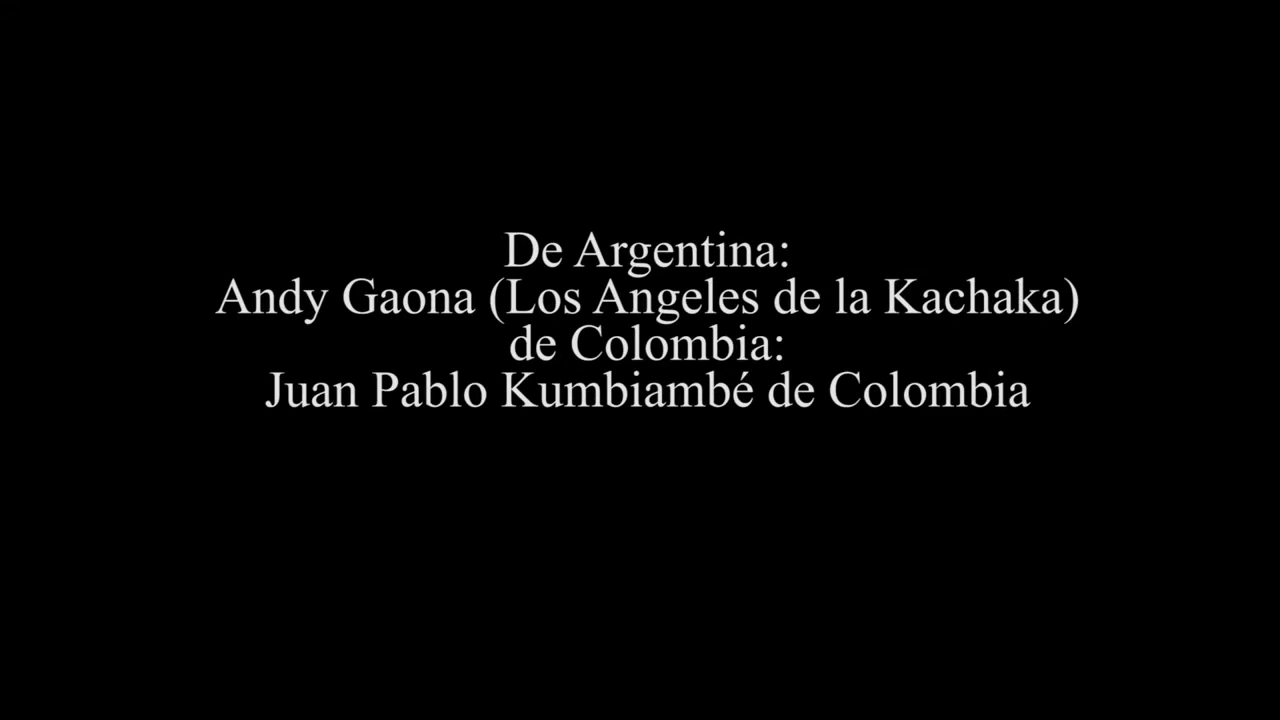 De Argentina:
Andy Gaona (Los Angeles de la Kachaka)
de Colombia:
Juan Pablo Kumbiambé de Colombia